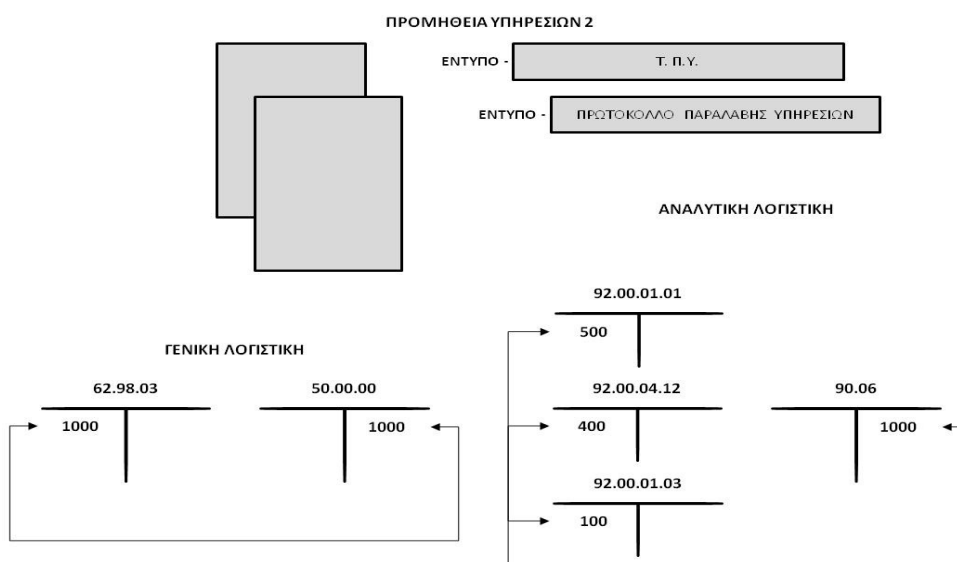 ΠΡΟΜΗΘΕΙΑ ΥΠΗΡΕΣΙΩΝ 2
ΕΝΤΥΠΟ - Τ. Π.Υ.
ΕΝΤΥΠΟ - ΠΡΩΤΟΚΟΛΛΟ ΠΑΡΑΛΑΒΗΣ ΥΠΗΡΕΣΙΩΝ
ΑΝΑΛΥΤΙΚΗ ΛΟΓΙΣΤΙΚΗ
92.00.01.01
500
ΓΕΝΙΚΗ ΛΟΓΙΣΤΙΚΗ
62.98.03 50.00.00 92.00.04.12 90.06
1000 1000 400 1000
92.00.01.03
100